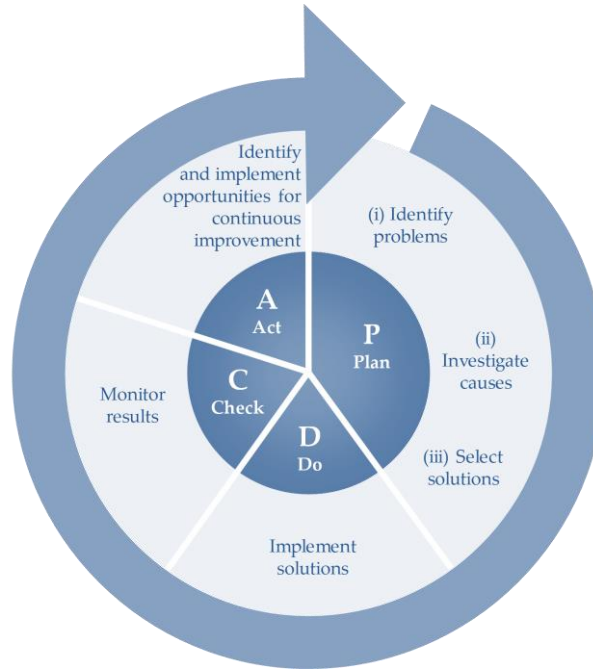 Identify
and implement
opportunities for
continuous
improvement
(i) Identify
problems
A
Act
P
Plan
(ii)
Investigate
causes
Monitor
results
C
Check
D
Do
(iii) Select
solutions
Implement
solutions